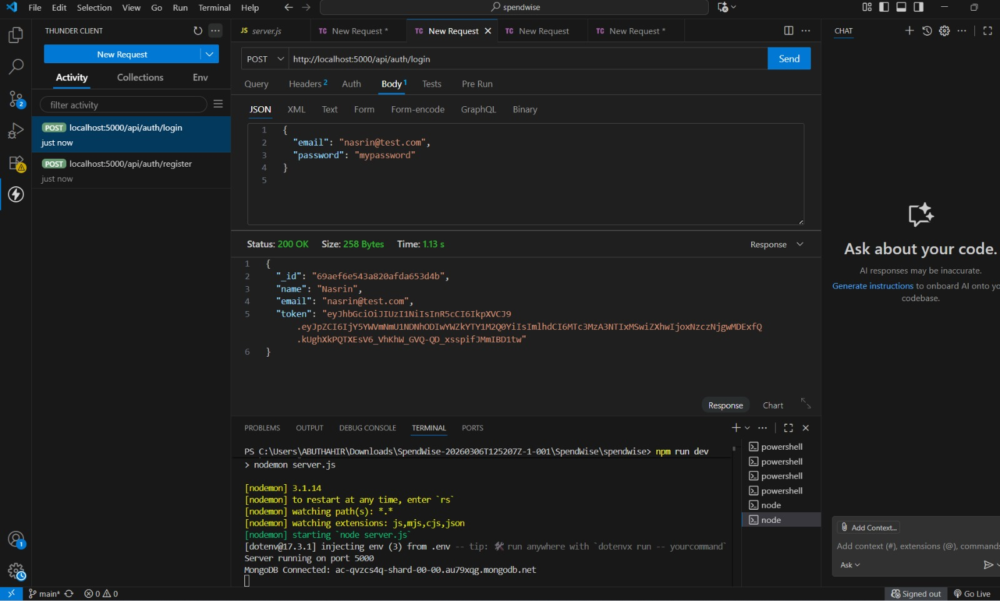 File Edit Selection View Go Run Terminal Help
spendwise
THUNDER CLIENT
New Request
Activity Collections Env
filter activity
POST localhost:5000/api/auth/login
just now
POST localhost:5000/api/auth/register
just now
JS server.js
TC New Request *
TC New Request
TC New Request
TC New Request *
POST http://localhost:5000/api/auth/login Send
Query Headers 2 Auth Body 1 Tests Pre Run
JSON XML Text Form Form-encode GraphQL Binary
1 {
2 "email": "nasrin@test.com",
3 "password": "mypassword"
4 }
5
Status: 200 OK Size: 258 Bytes Time: 1.13 s Response
1 {
2 "_id": "69aef6e543a820afda653d4b",
3 "name": "Nasrin",
4 "email": "nasrin@test.com",
5 "token": "eyJhbGciOiJIUzI1NiIsInR5cCI6IkpXVCJ9
.eyJpZCI6IjY5YWVmNmU1NDNhODIwYWZkYTY1M2Q0YiIsImlhdCI6MTc3MzA3NTIxMSwiZXhwIjoxNzczNjgwMDExfQ
.kUghXkPQTXEsV6_VhKhW_GVQ-QD_xsspifJMmIBD1tw"
6 }
Response Chart
PROBLEMS OUTPUT DEBUG CONSOLE TERMINAL PORTS
PS C:\Users\ABUTHAHIR\Downloads\SpendWise-20260306T125207Z-1-001\SpendWise\spendwise> npm run dev
> nodemon server.js
[nodemon] 3.1.14
[nodemon] to restart at any time, enter `rs`
[nodemon] watching path(s): *.*
[nodemon] watching extensions: js,mjs,cjs,json
[nodemon] starting `node server.js`
[dotenv@17.3.1] injecting env (3) from .env -- tip: 🛠️ run anywhere with `dotenvx run -- yourcommand`
Server running on port 5000
MongoDB Connected: ac-qvzcs4q-shard-00-00.au79xqg.mongodb.net
powershell
powershell
powershell
powershell
node
node
CHAT
Ask about your code.
AI responses may be inaccurate.
Generate instructions to onboard AI onto yo
codebase.
Add Context...
Add context (#), extensions (@), commands
Ask
2
1
main* 0 0
Signed out Go Live